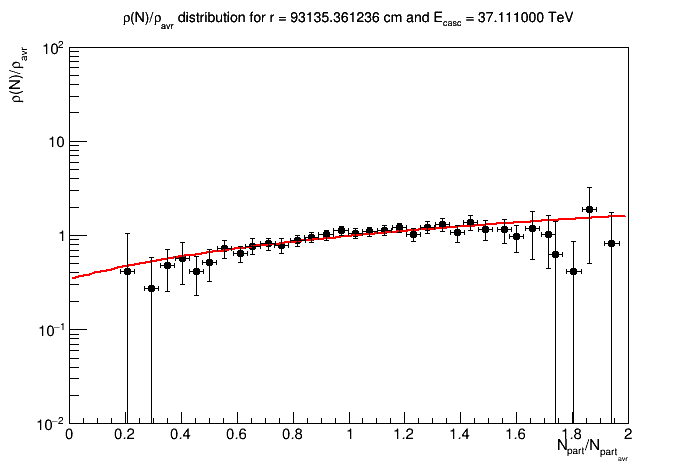 ρ(N)/ρavr distribution for r = 93135.361236 cm and Ecasc = 37.111000 TeV
ρ(N)/ρavr
10²
10
1
10⁻¹
10⁻²
0 0.2 0.4 0.6 0.8 1 1.2 1.4 1.6 1.8 2
Npart/Npartavr